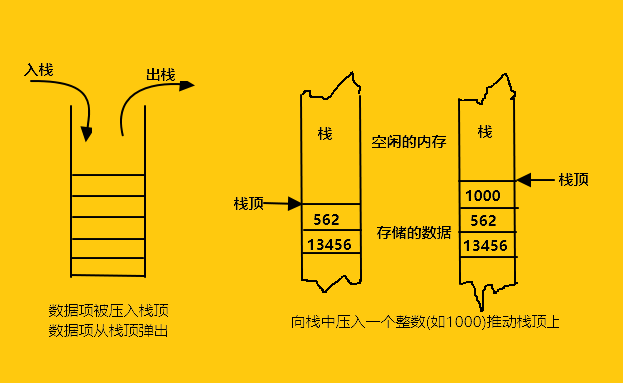 入栈
出栈
数据项被压入栈顶
数据项从栈顶弹出
栈
空闲的内存
栈
栈顶
栈顶
1000
562
存储的数据
562
13456
13456
向栈中压入一个整数(如1000)推动栈顶上